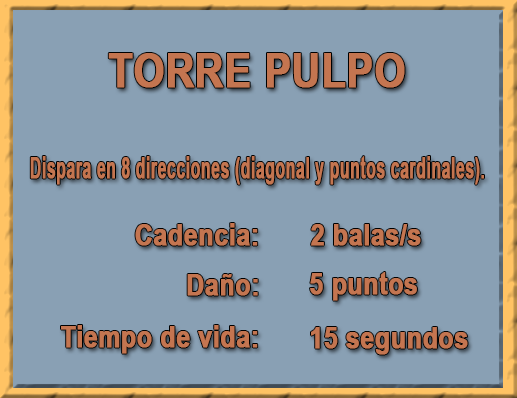 TORRE PULPO
Dispara en 8 direcciones (diagonal y puntos cardinales).
Cadencia: 2 balas/s
Daño: 5 puntos
Tiempo de vida: 15 segundos